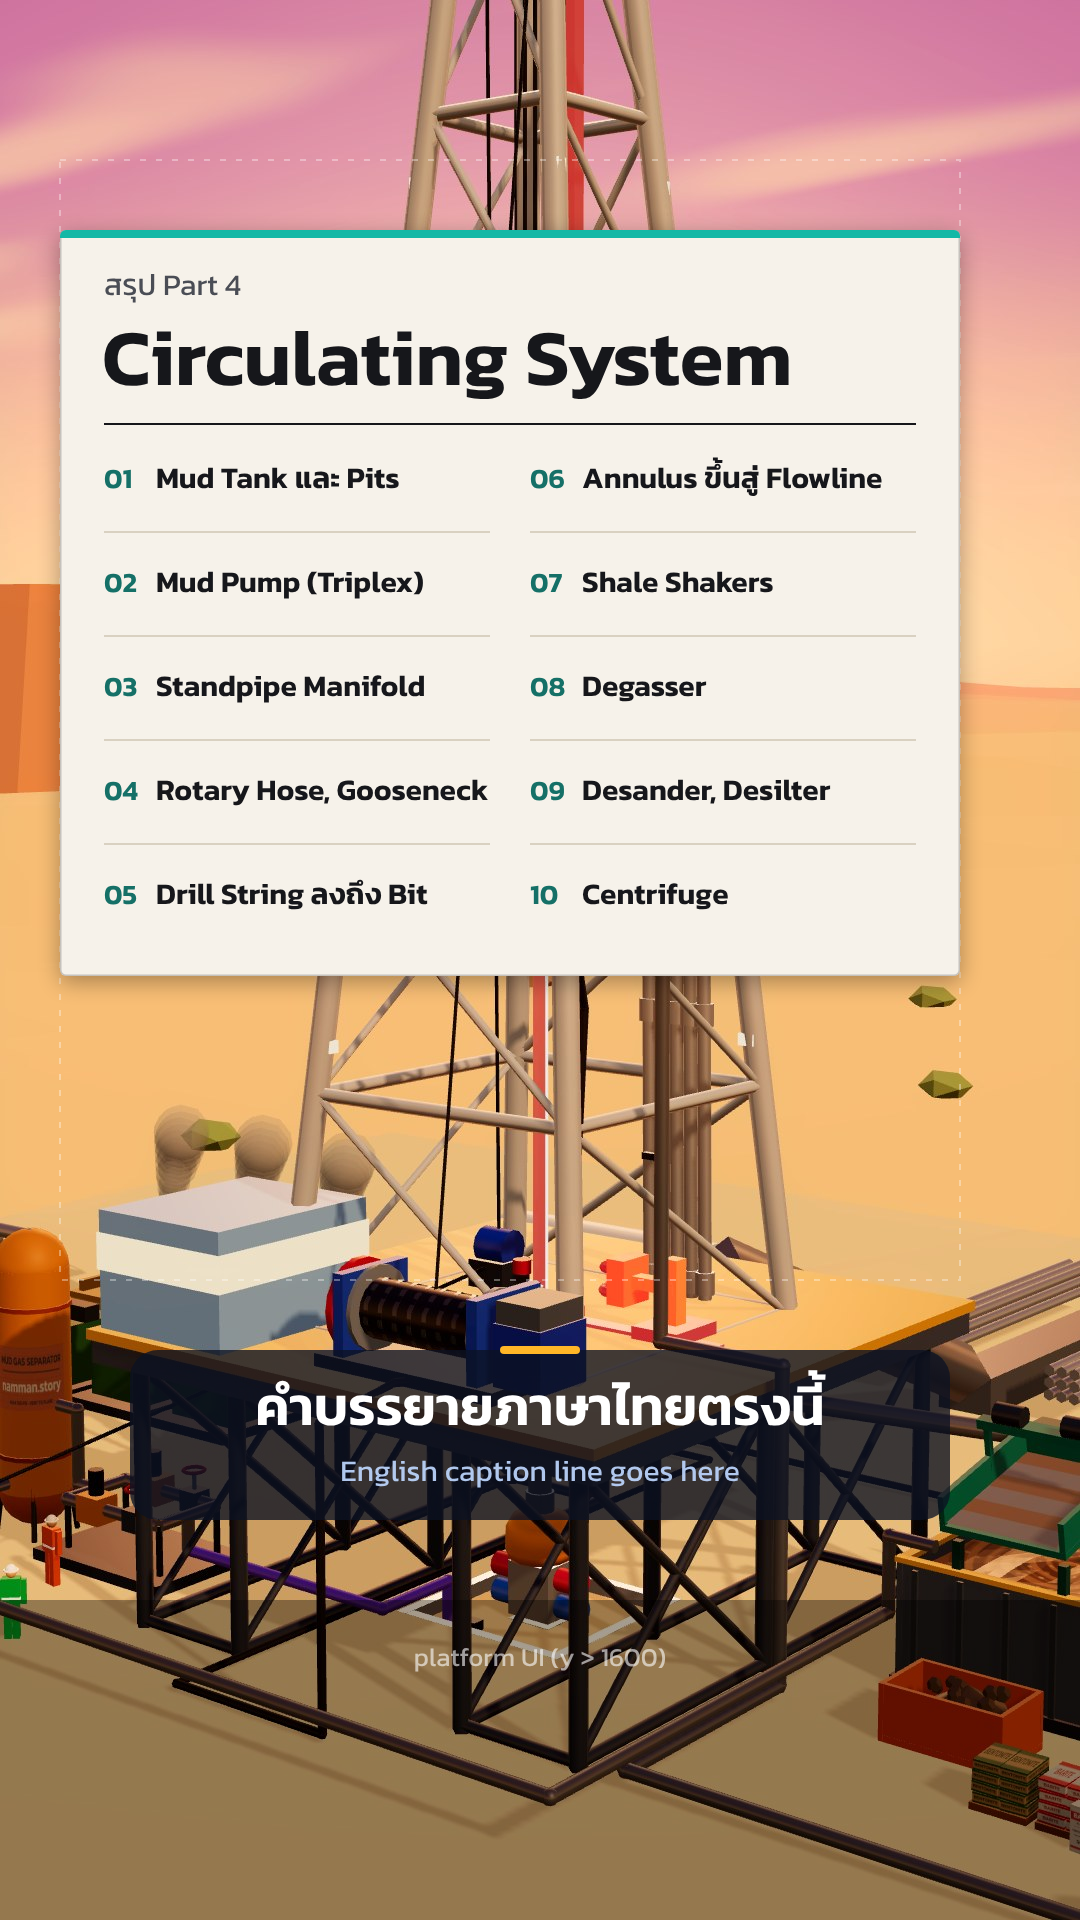 สรุป Part 4
Circulating System
01 Mud Tank และ Pits
02 Mud Pump (Triplex)
03 Standpipe Manifold
04 Rotary Hose, Gooseneck
05 Drill String ลงถึง Bit
06 Annulus ขึ้นสู่ Flowline
07 Shale Shakers
08 Degasser
09 Desander, Desilter
10 Centrifuge
MUD GAS SEPARATOR
namman.story
คำบรรยายภาษาไทยตรงนี้
English caption line goes here
platform UI (y > 1600)